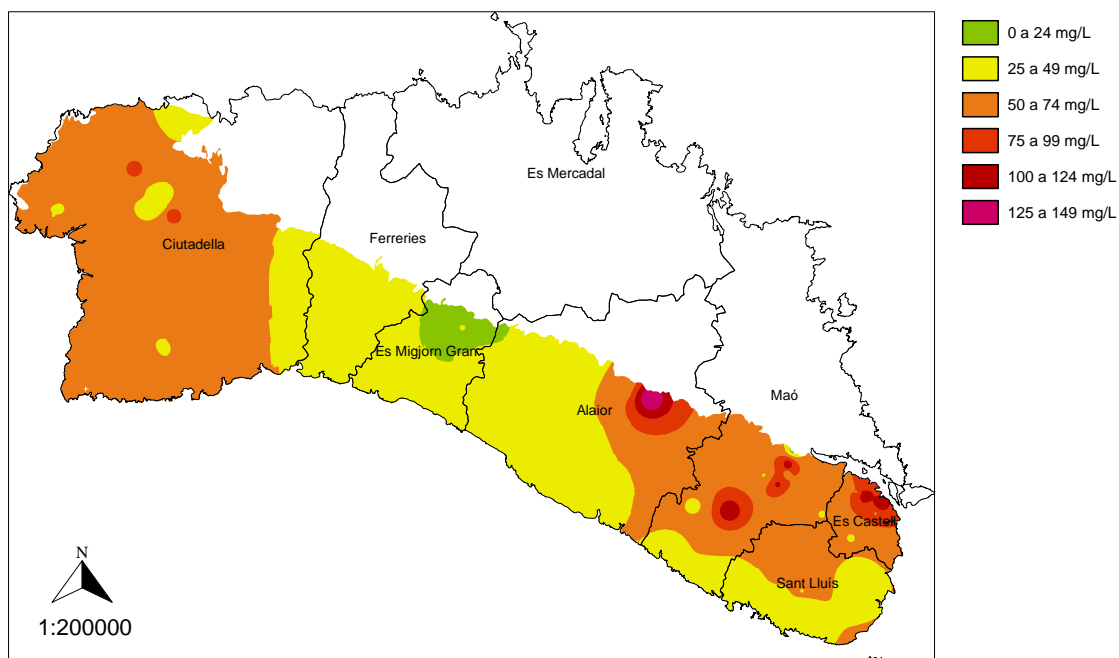 0 a 24 mg/L
25 a 49 mg/L
50 a 74 mg/L
75 a 99 mg/L
100 a 124 mg/L
125 a 149 mg/L
Es Mercadal
Ferreries
Ciutadella
Es Migjorn Gran
Maó
Alaior
Es Castell
Sant Lluís
N
1:200000